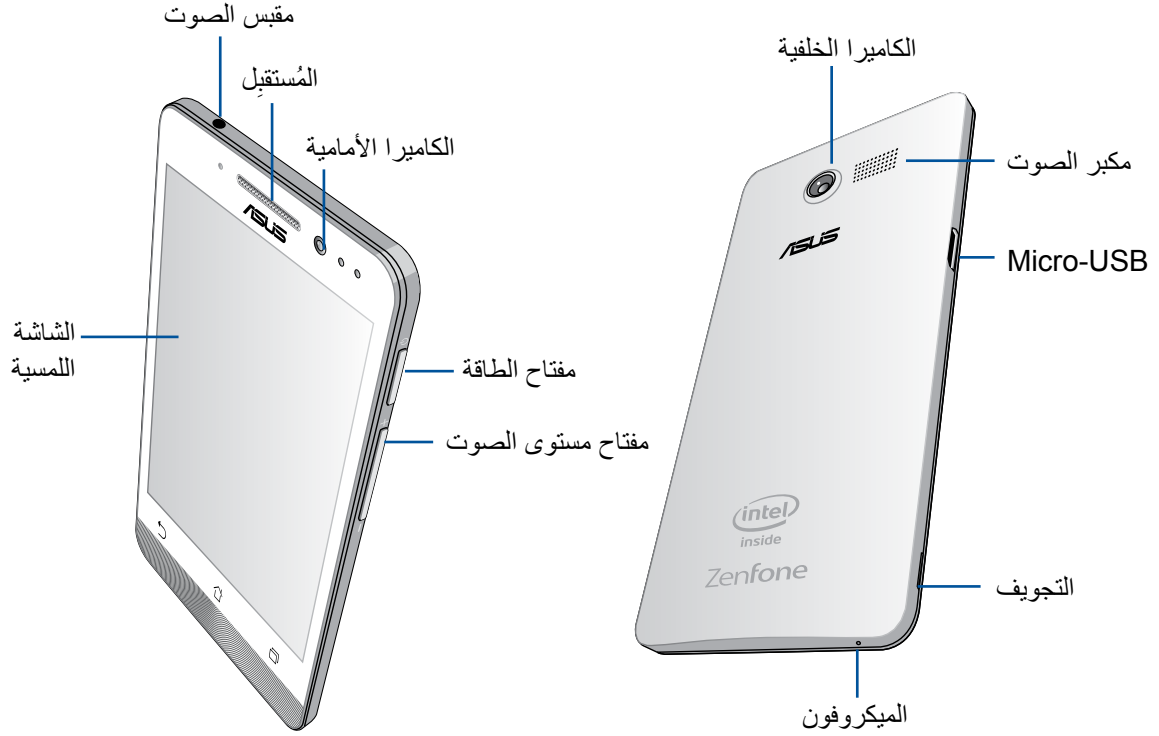 مقبس الصوت
المُستقبِل
الكاميرا الأمامية
ASUS
الشاشة
اللمسية
مفتاح الطاقة
مفتاح مستوى الصوت
الكاميرا الخلفية
مكبر الصوت
ASUS
Micro-USB
intel
inside
Zenfone
التجويف
الميكروفون